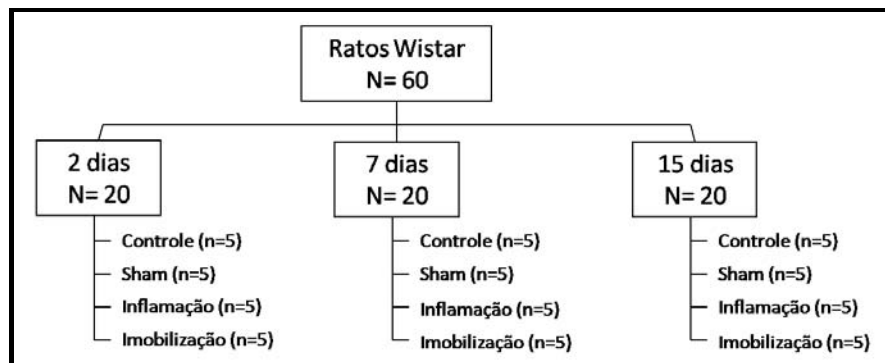 Ratos Wistar
N= 60
2 dias
N= 20
Controle (n=5)
Sham (n=5)
Inflamação (n=5)
Imobilização (n=5)
7 dias
N= 20
Controle (n=5)
Sham (n=5)
Inflamação (n=5)
Imobilização (n=5)
15 dias
N= 20
Controle (n=5)
Sham (n=5)
Inflamação (n=5)
Imobilização (n=5)